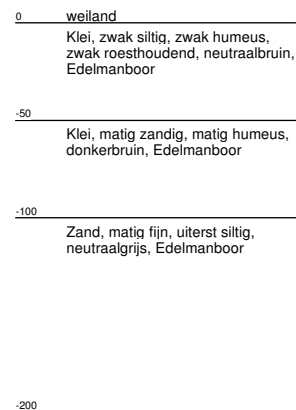 0 weiland
Klei, zwak siltig, zwak humeus,
zwak roesthoudend, neutraalbruin,
Edelmanboor
-50
Klei, matig zandig, matig humeus,
donkerbruin, Edelmanboor
-100
Zand, matig fijn, uiterst siltig,
neutraalgrijs, Edelmanboor
-200